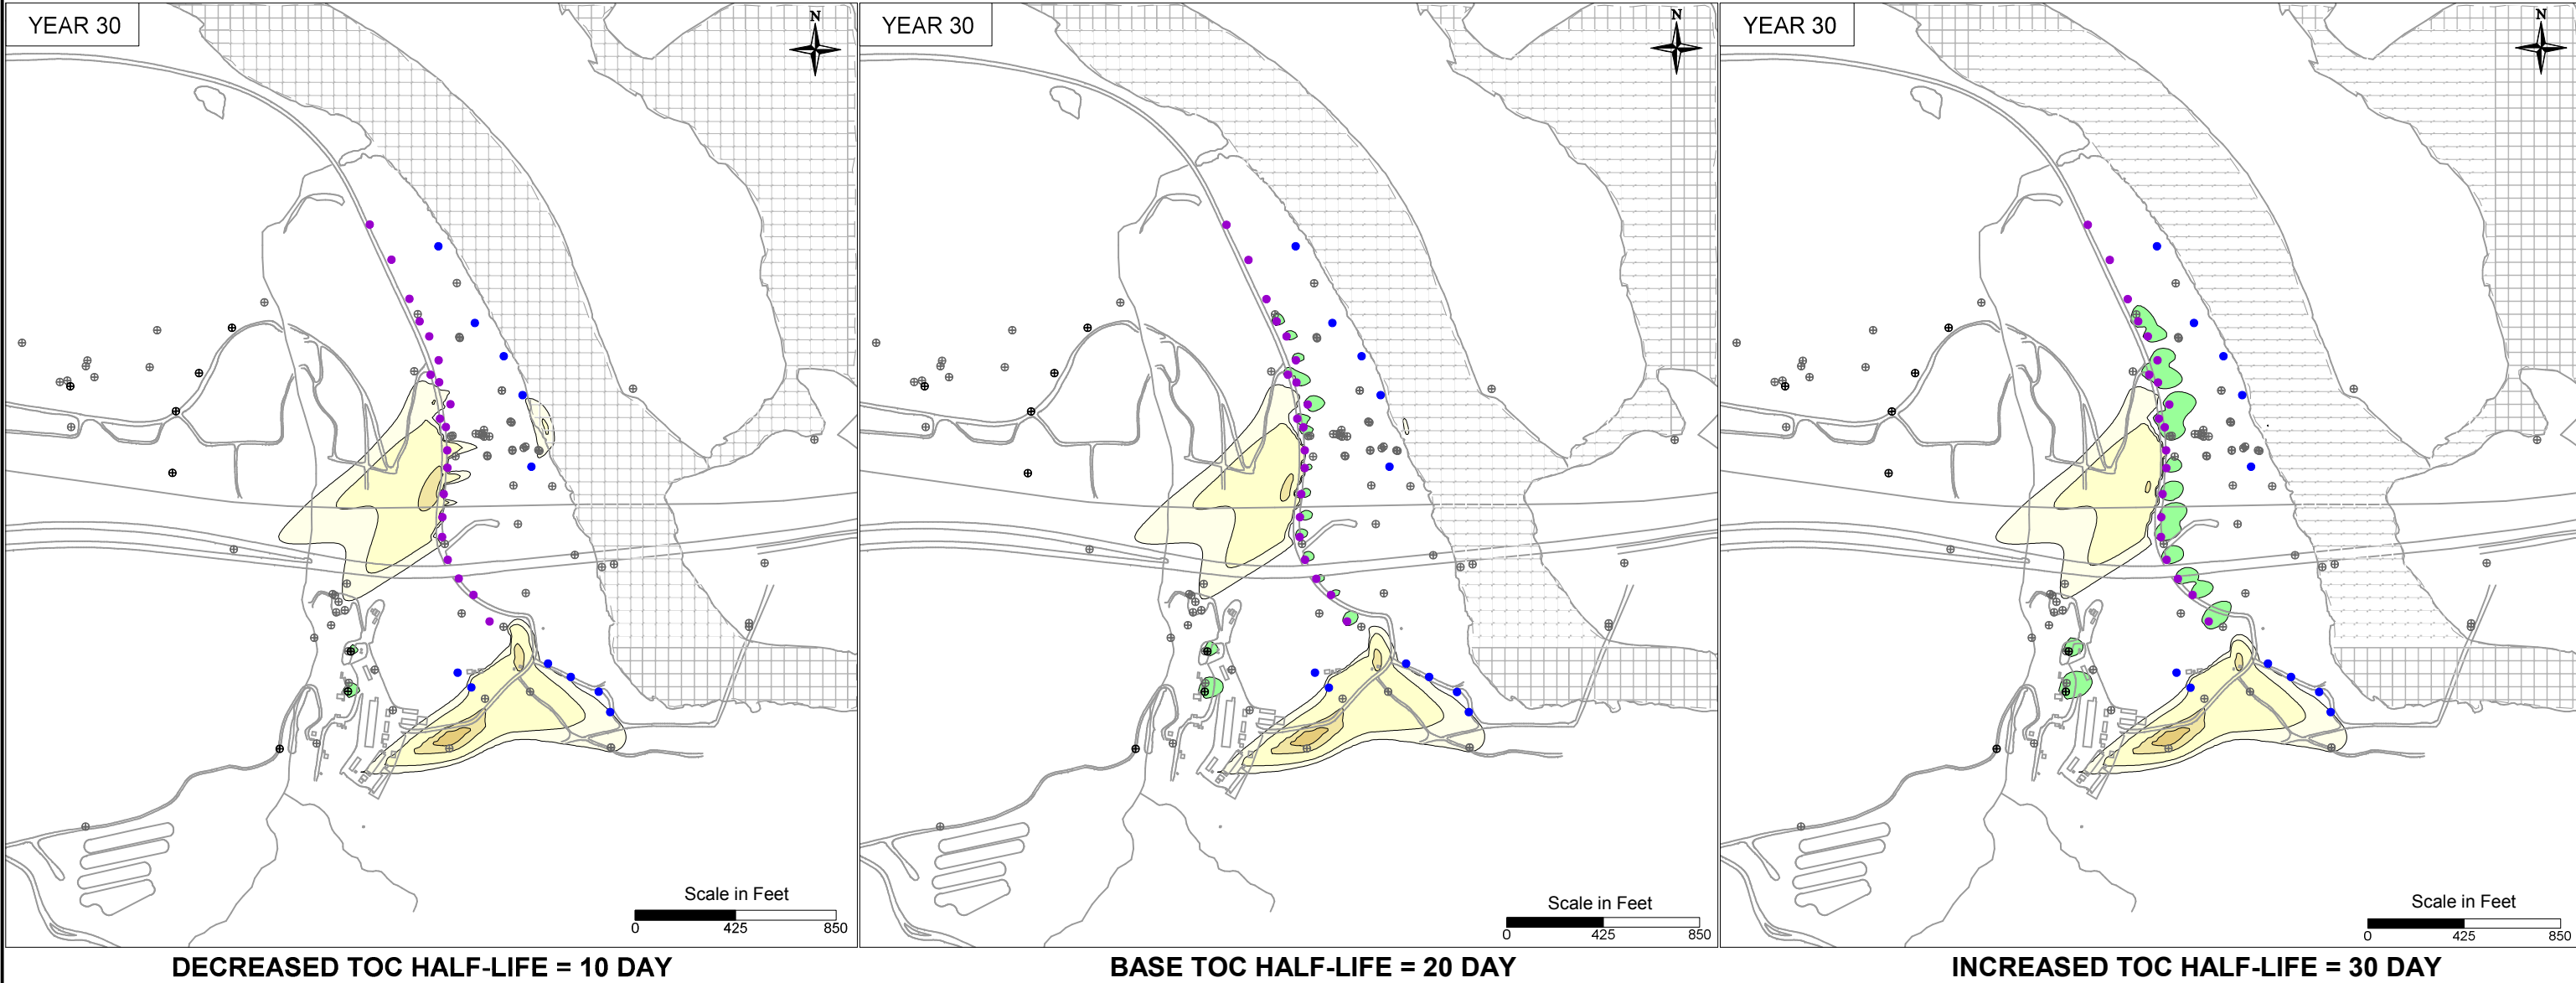 YEAR 30
N
Scale in Feet
0 425 850
DECREASED TOC HALF-LIFE = 10 DAY
YEAR 30
N
Scale in Feet
0 425 850
BASE TOC HALF-LIFE = 20 DAY
YEAR 30
N
Scale in Feet
0 425 850
INCREASED TOC HALF-LIFE = 30 DAY